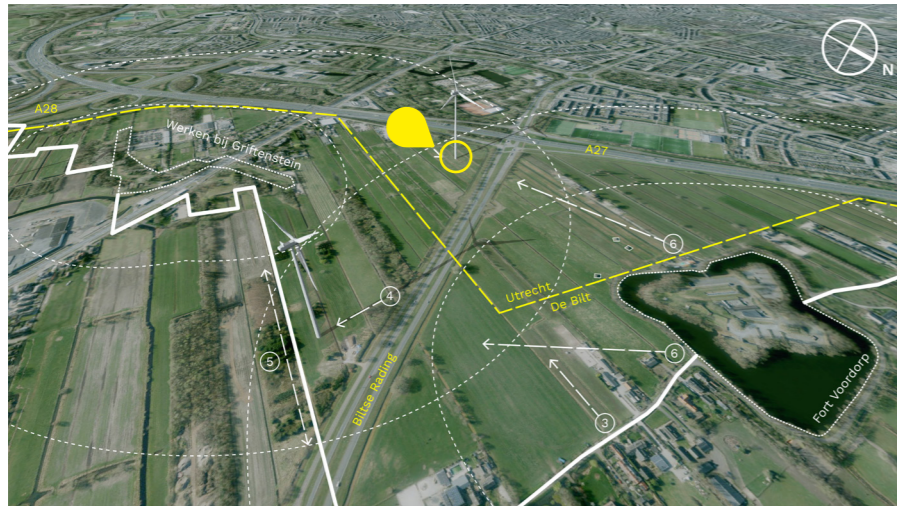 N
A28
Werken bij Griftenstein
A27
6
Utrecht
De Bilt
4
5
6
Biltse Rading
3
Fort Voordorp